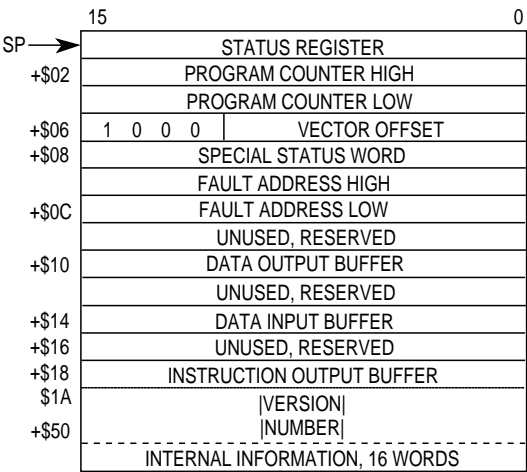 15 0
SP STATUS REGISTER
+$02 PROGRAM COUNTER HIGH
PROGRAM COUNTER LOW
+$06 1 0 0 0 VECTOR OFFSET
+$08 SPECIAL STATUS WORD
FAULT ADDRESS HIGH
+$0C FAULT ADDRESS LOW
UNUSED, RESERVED
+$10 DATA OUTPUT BUFFER
UNUSED, RESERVED
+$14 DATA INPUT BUFFER
+$16 UNUSED, RESERVED
+$18 INSTRUCTION OUTPUT BUFFER
$1A |VERSION|
+$50 |NUMBER|
INTERNAL INFORMATION, 16 WORDS